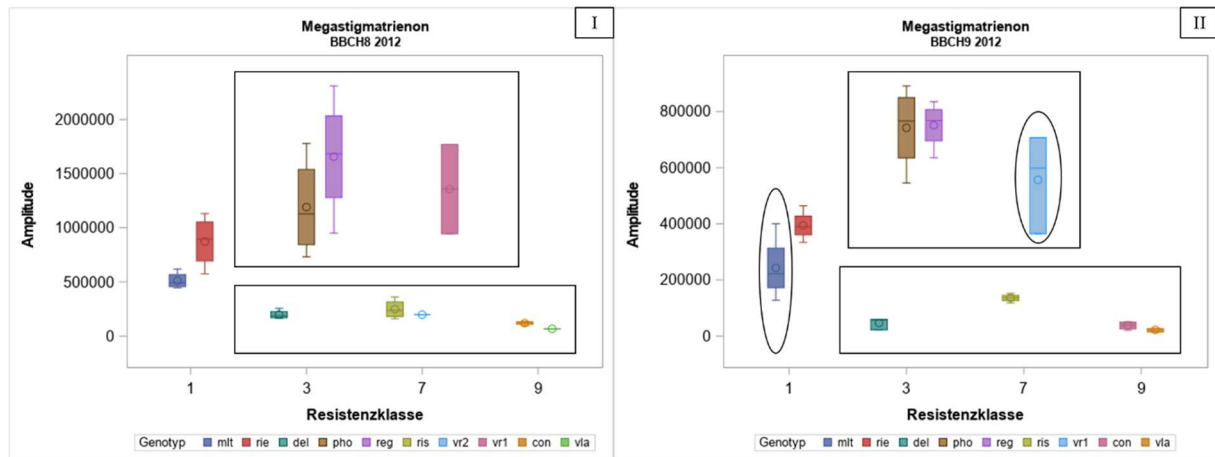 I
Megastigmatrienon
BBCH8 2012
Amplitude
2000000
1500000
1000000
500000
0
1 3 7 9
Resistenzklasse
Genotyp mlt rie del pho reg ris vr2 vr1 con vla
II
Megastigmatrienon
BBCH9 2012
Amplitude
800000
600000
400000
200000
0
1 3 7 9
Resistenzklasse
Genotyp mlt rie del pho reg ris vr1 con vla